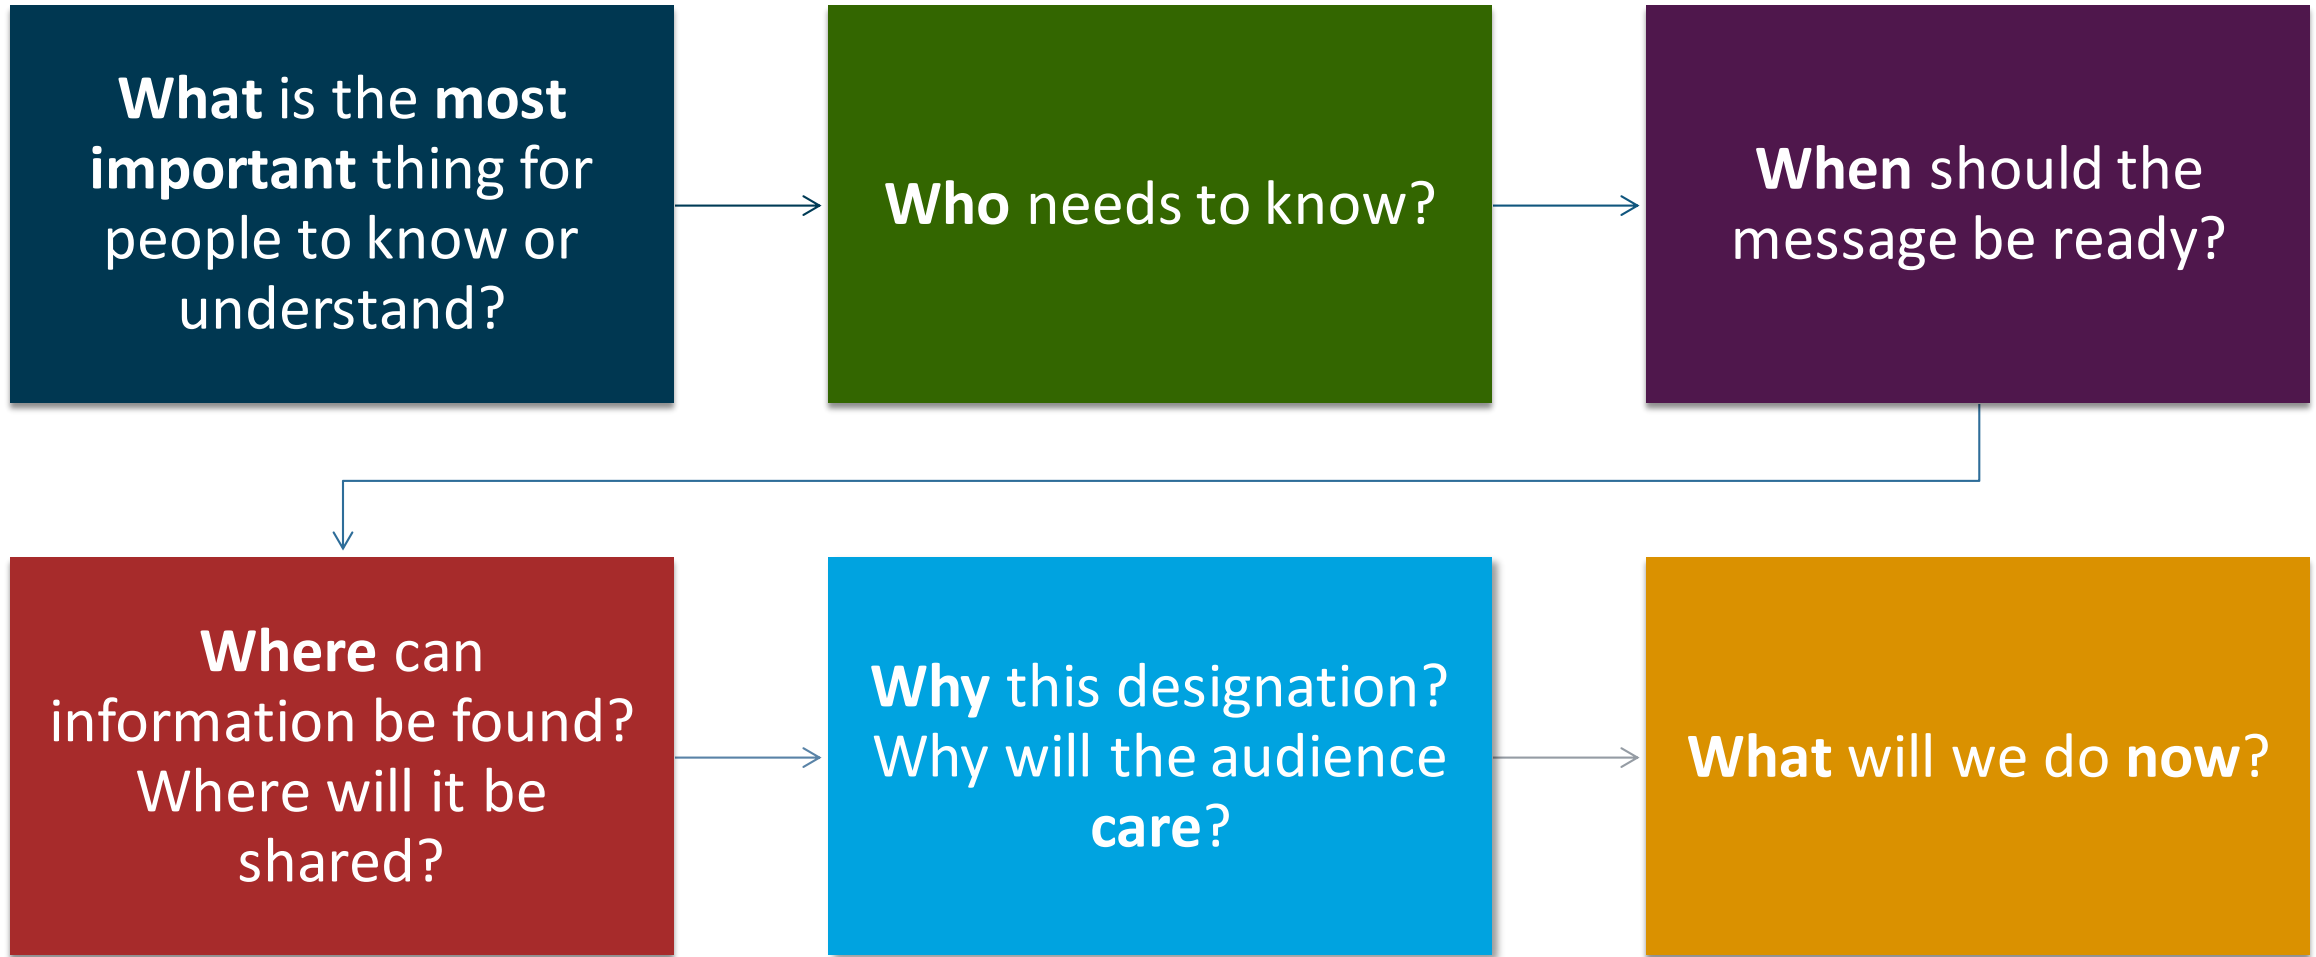 What is the most
important thing for
people to know or
understand?
Who needs to know?
When should the
message be ready?
Where can
information be found?
Where will it be
shared?
Why this designation?
Why will the audience
care?
What will we do now?